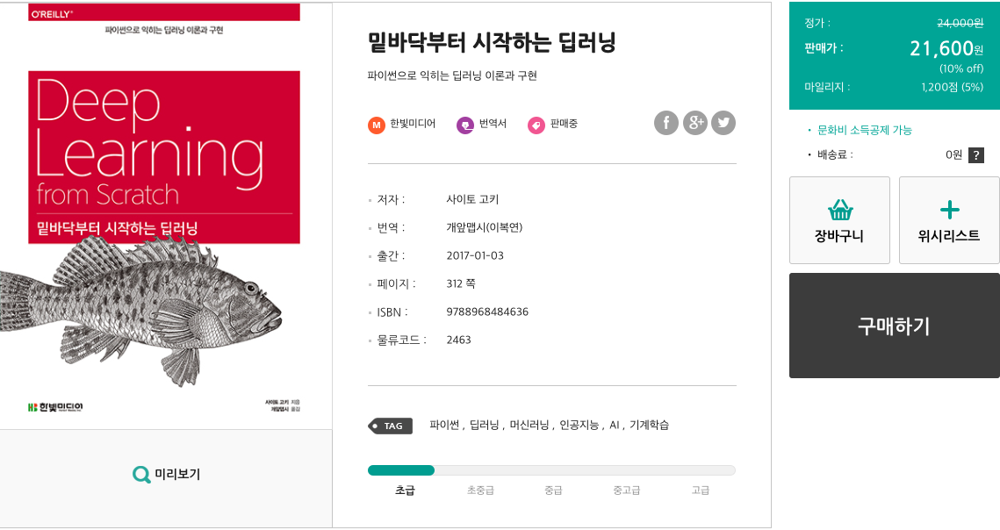 O'REILLY®
파이썬으로 익히는 딥러닝 이론과 구현
Deep
Learning
from Scratch
밑바닥부터 시작하는 딥러닝
한빛미디어
사이토 고키 지음
개앞맵시 옮김
미리보기
밑바닥부터 시작하는 딥러닝
파이썬으로 익히는 딥러닝 이론과 구현
M 한빛미디어 번역서 판매중
f g+
저자 : 사이토 고키
번역 : 개앞맵시(이복연)
출간 : 2017-01-03
페이지 : 312 쪽
ISBN : 9788968484636
물류코드 : 2463
TAG 파이썬 , 딥러닝 , 머신러닝 , 인공지능 , AI , 기계학습
초급 초중급 중급 중고급 고급
정가 : 24,000원
판매가 : 21,600원
(10% off)
마일리지 : 1,200점 (5%)
• 문화비 소득공제 가능
• 배송료 : 0원 ?
장바구니 위시리스트
구매하기